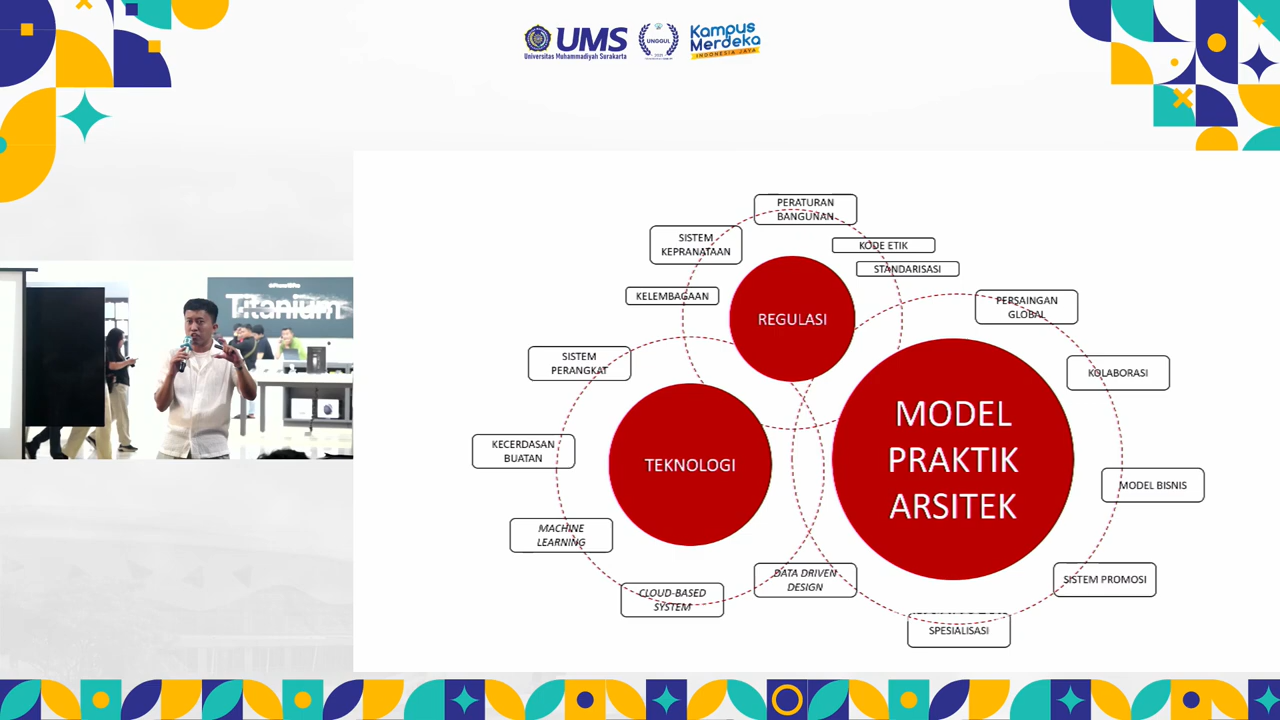 UMS
Universitas Muhammadiyah Surakarta
UNGGUL
Kampus
Merdeka
INDONESIA JAYA
Titanium
PERATURAN
BANGUNAN
SISTEM
KEPRANATAAN
KODE ETIK
STANDARISASI
KELEMBAGAAN
REGULASI
PERSAINGAN
GLOBAL
SISTEM
PERANGKAT
KOLABORASI
MODEL
PRAKTIK
ARSITEK
KECERDASAN
BUATAN
TEKNOLOGI
MODEL BISNIS
MACHINE
LEARNING
DATA DRIVEN
DESIGN
SISTEM PROMOSI
CLOUD-BASED
SYSTEM
SPESIALISASI